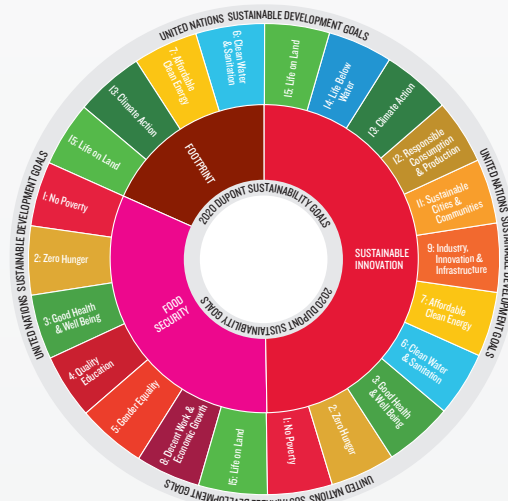 UNITED NATIONS SUSTAINABLE DEVELOPMENT GOALS
15: Life on Land
14: Life Below
Water
13: Climate Action
12: Responsible
Consumption
& Production
11: Sustainable
Cities &
Communities
9: Industry,
Innovation &
Infrastructure
7: Affordable
Clean Energy
6: Clean Water
& Sanitation
3: Good Health
& Well Being
2: Zero Hunger
1: No Poverty
15: Life on Land
8: Decent Work &
Economic Growth
5: Gender Equality
4: Quality
Education
3: Good Health
& Well Being
2: Zero Hunger
1: No Poverty
15: Life on Land
13: Climate Action
7: Affordable
Clean Energy
6: Clean Water
& Sanitation
UNITED NATIONS SUSTAINABLE DEVELOPMENT GOALS
UNITED NATIONS SUSTAINABLE DEVELOPMENT GOALS
UNITED NATIONS SUSTAINABLE DEVELOPMENT GOALS
FOOTPRINT
SUSTAINABLE
INNOVATION
FOOD
SECURITY
2020 DUPONT SUSTAINABILITY GOALS
2020 DUPONT SUSTAINABILITY GOALS